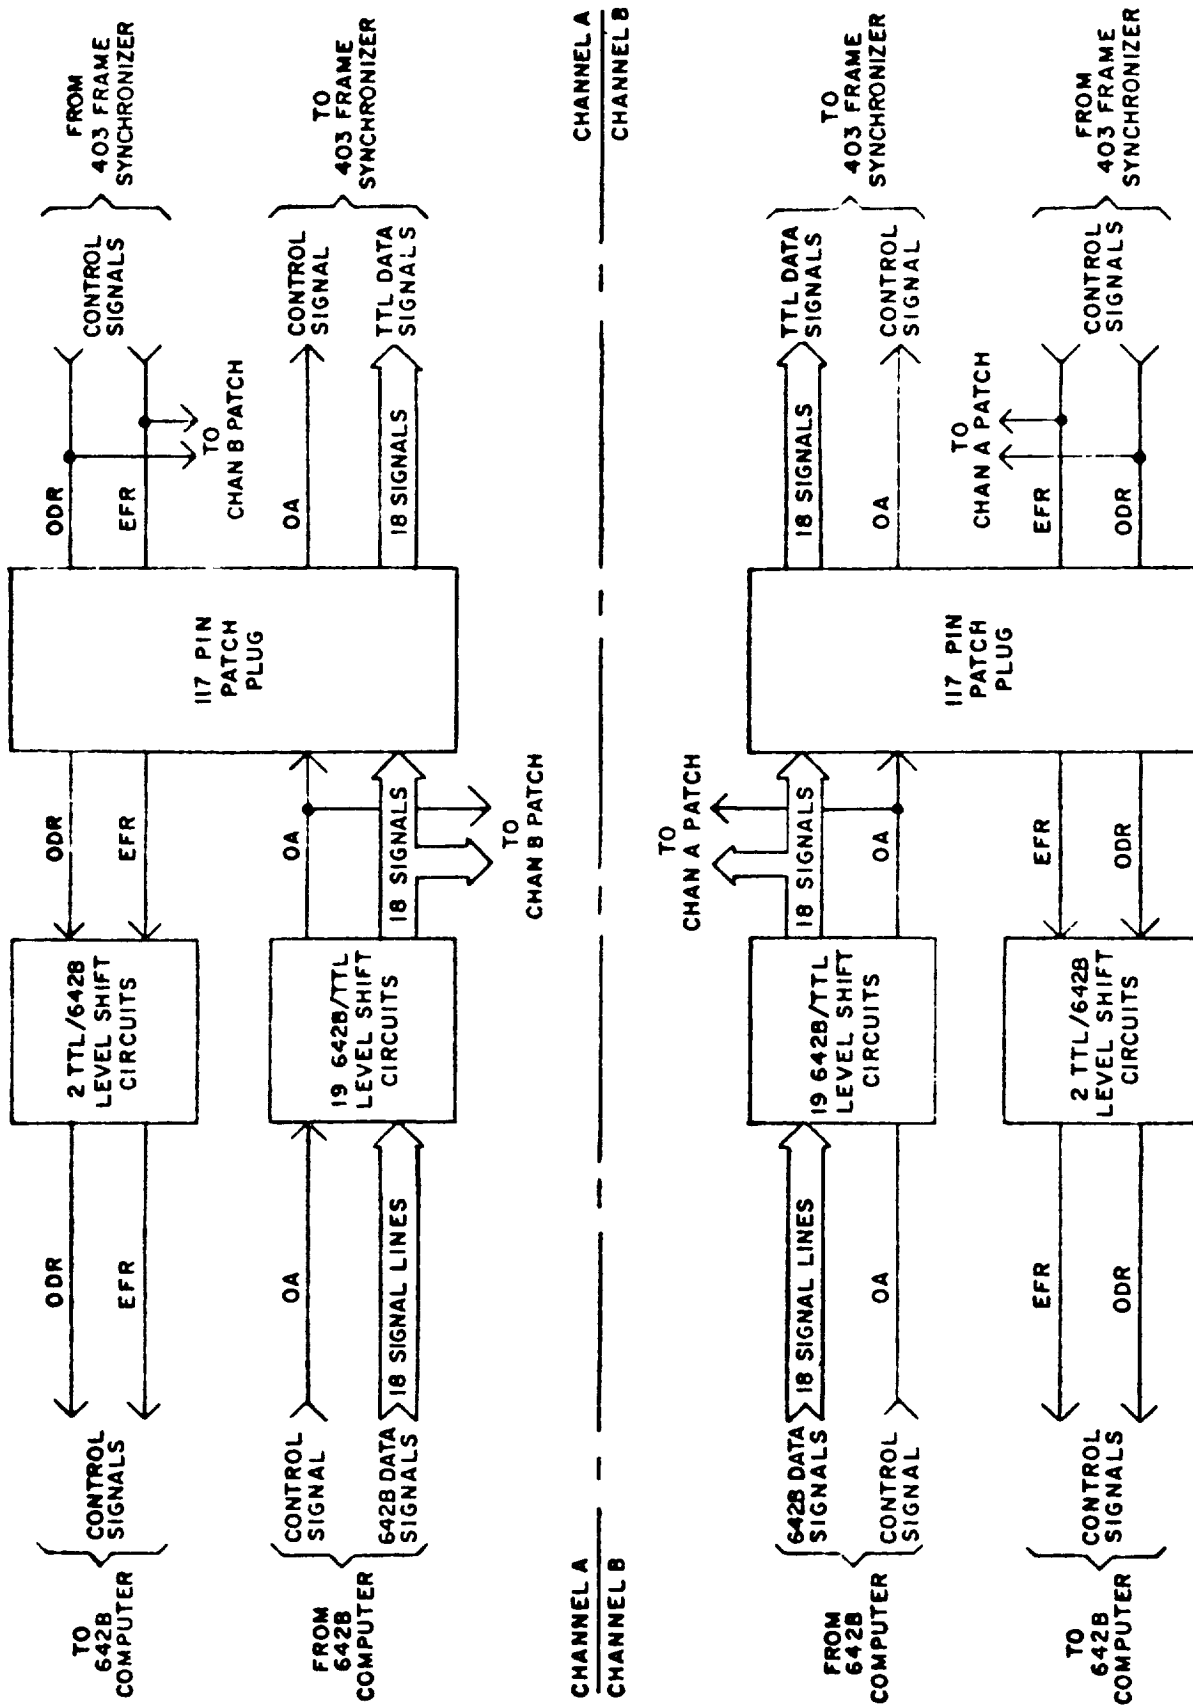 TO
642B
COMPUTER
CONTROL
SIGNALS
ODR
EFR
2 TTL/642B
LEVEL SHIFT
CIRCUITS
ODR
EFR
117 PIN
PATCH
PLUG
ODR
EFR
TO
CHAN B PATCH
CONTROL
SIGNALS
FROM
403 FRAME
SYNCHRONIZER
FROM
642B
COMPUTER
CONTROL
SIGNAL
642B DATA
SIGNALS
OA
18 SIGNAL LINES
19 642B/TTL
LEVEL SHIFT
CIRCUITS
OA
18 SIGNALS
TO
CHAN B PATCH
OA
18 SIGNALS
CONTROL
SIGNAL
TTL DATA
SIGNALS
TO
403 FRAME
SYNCHRONIZER
CHANNEL A
CHANNEL B
CHANNEL A
CHANNEL B
FROM
642B
COMPUTER
642B DATA
SIGNALS
CONTROL
SIGNAL
18 SIGNAL LINES
OA
19 642B/TTL
LEVEL SHIFT
CIRCUITS
TO
CHAN A PATCH
18 SIGNALS
OA
117 PIN
PATCH
PLUG
18 SIGNALS
OA
TTL DATA
SIGNALS
CONTROL
SIGNAL
TO
403 FRAME
SYNCHRONIZER
TO
642B
COMPUTER
CONTROL
SIGNALS
EFR
ODR
2 TTL/642B
LEVEL SHIFT
CIRCUITS
EFR
ODR
TO
CHAN A PATCH
EFR
ODR
CONTROL
SIGNALS
FROM
403 FRAME
SYNCHRONIZER